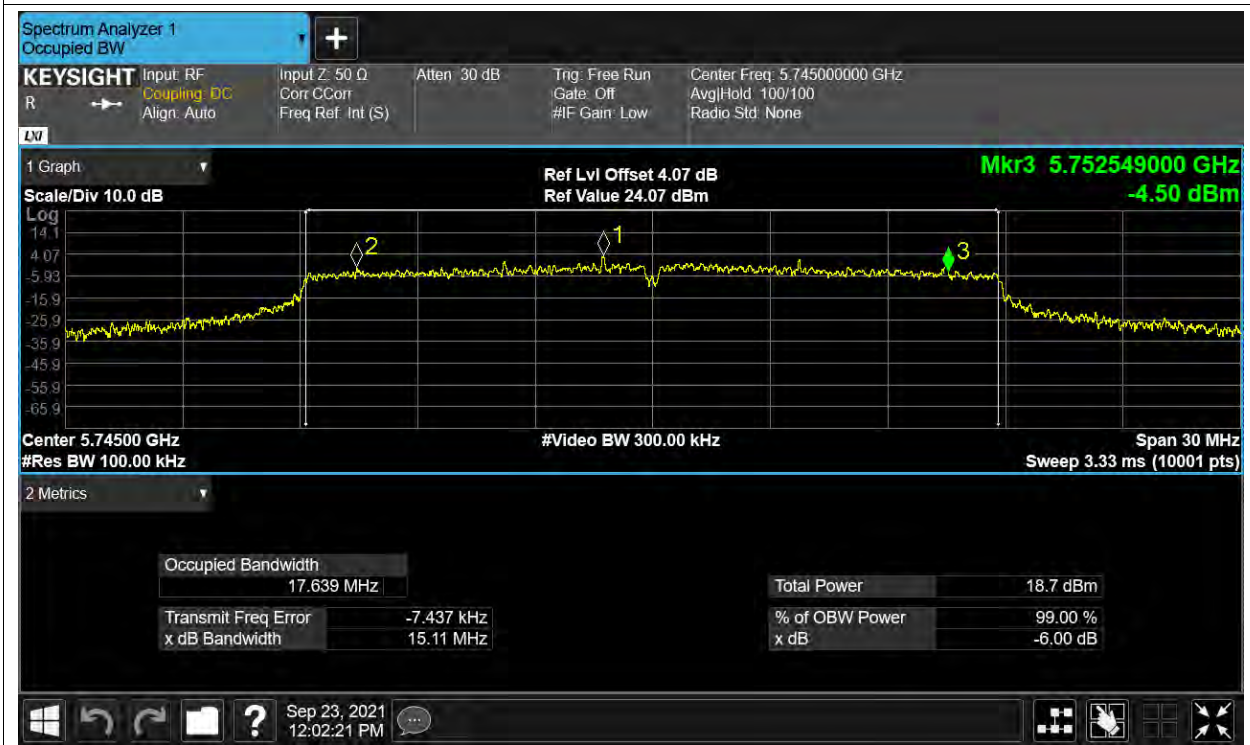 Spectrum Analyzer 1
Occupied BW
KEYSIGHT Input: RF Input Z: 50 Ω Atten: 30 dB Trig: Free Run Center Freq: 5.745000000 GHz
R Coupling: DC Corr CCorr Gate: Off Avg|Hold: 100/100
Align: Auto Freq Ref: Int (S) #IF Gain: Low Radio Std: None
LXI
1 Graph
Ref Lvl Offset 4.07 dB
Mkr3 5.752549000 GHz
Scale/Div 10.0 dB Ref Value 24.07 dBm -4.50 dBm
Log
14.1
4.07
-5.93
-15.9
-25.9
-35.9
-45.9
-55.9
-65.9
2
1
3
Center 5.74500 GHz #Video BW 300.00 kHz Span 30 MHz
#Res BW 100.00 kHz Sweep 3.33 ms (10001 pts)
2 Metrics
Occupied Bandwidth
17.639 MHz Total Power 18.7 dBm
Transmit Freq Error -7.437 kHz % of OBW Power 99.00 %
x dB Bandwidth 15.11 MHz x dB -6.00 dB
? Sep 23, 2021
12:02:21 PM